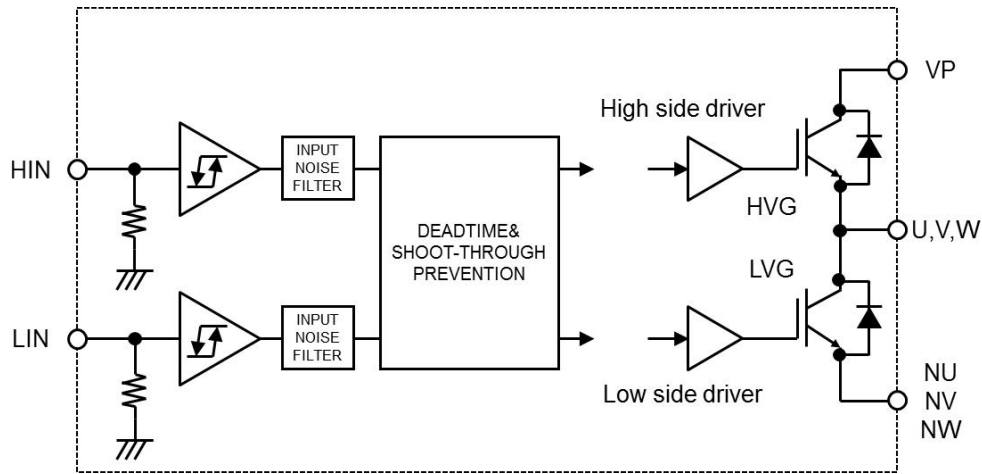 VP
High side driver
HIN
INPUT
NOISE
FILTER
HVG
DEADTIME&
SHOOT-THROUGH
PREVENTION
U,V,W
LVG
LIN
INPUT
NOISE
FILTER
Low side driver
NU
NV
NW